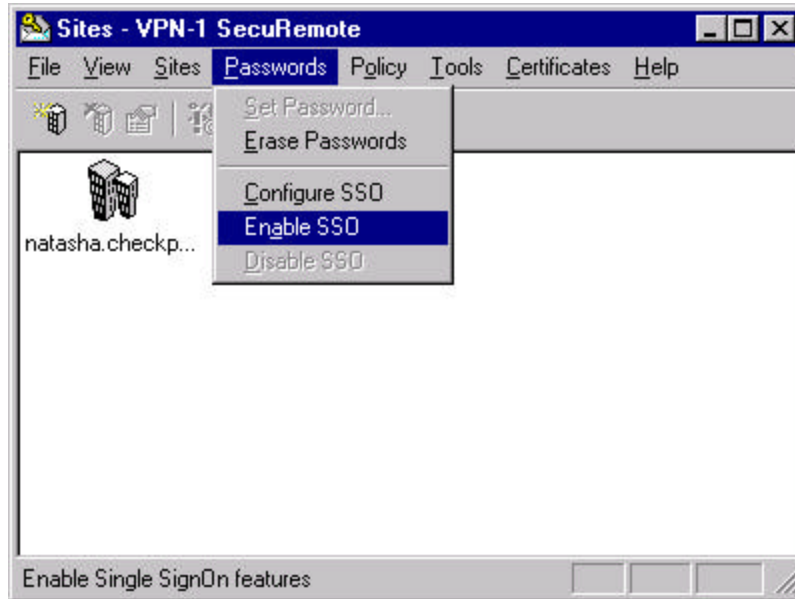 Sites - VPN-1 SecuRemote
File View Sites Passwords Policy Tools Certificates Help
Set Password...
Erase Passwords
Configure SSO
Enable SSO
natasha.checkp...
Disable SSO
Enable Single SignOn features